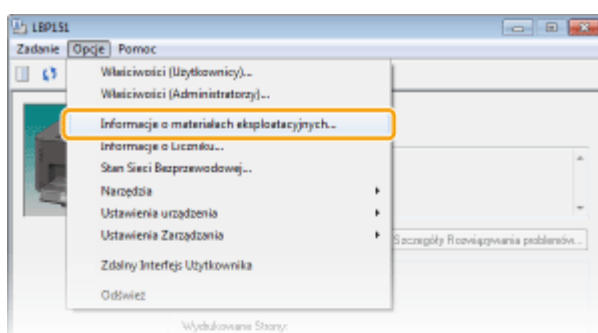 LBP151
Zadanie Opcje Pomoc
Właściwości (Użytkownicy)...
Właściwości (Administratorzy)...
Informacje o materiałach eksploatacyjnych...
Informacje o Liczniku...
Stan Sieci Bezprzewodowej...
Narzędzia
Ustawienia urządzenia
Ustawienia Zarządzania
Szczegóły Rozwiązywania problemów...
Zdalny Interfejs Użytkownika
Odśwież
Wydrukowane Strony: